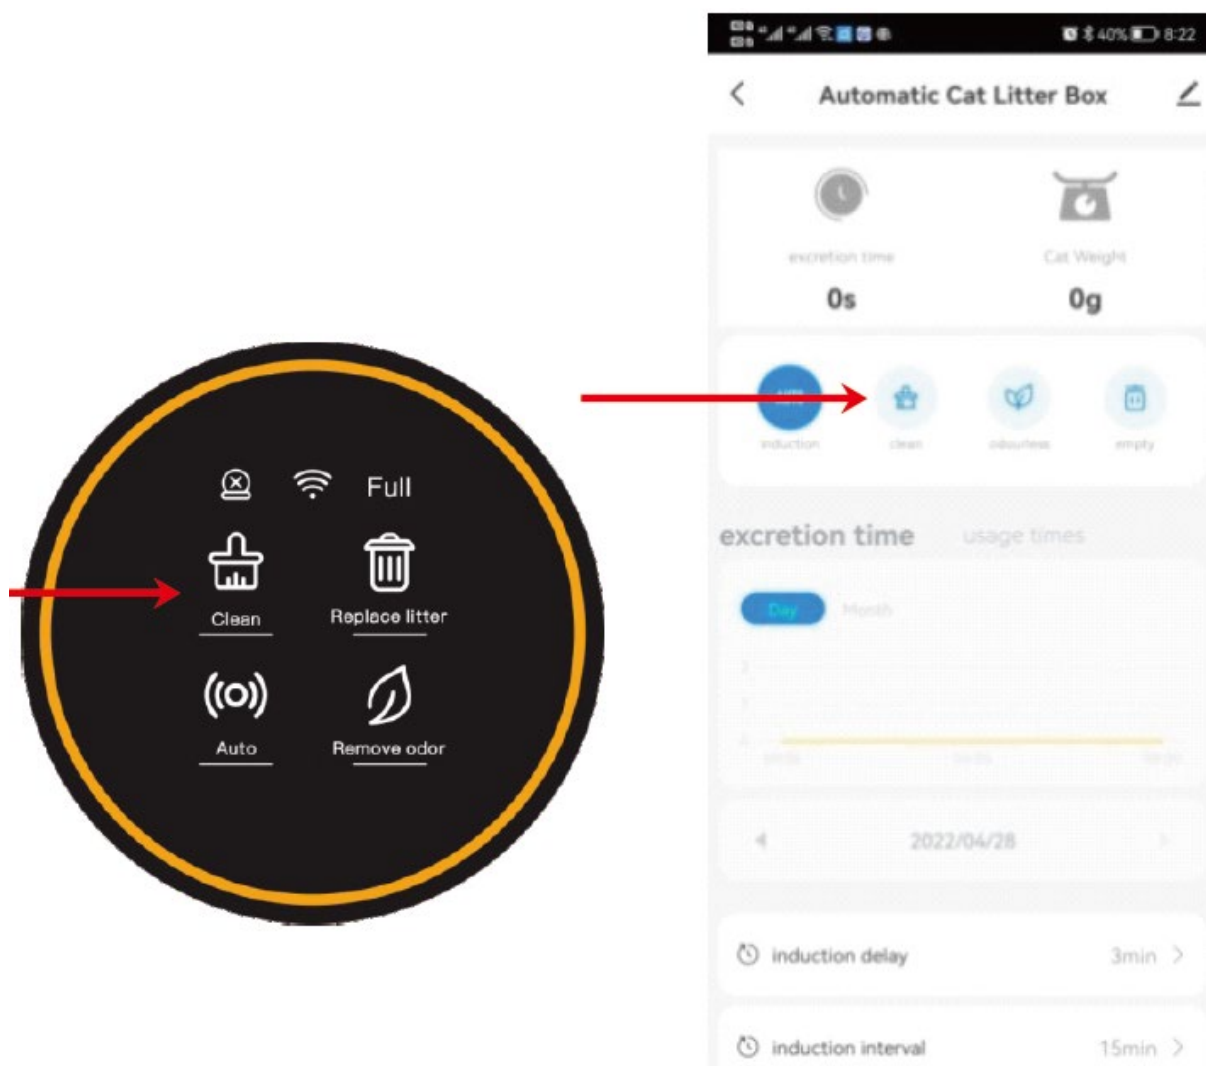 Full
Clean
Replace litter
Auto
Remove odor
40% 8:22
Automatic Cat Litter Box
excretion time
Cat Weight
0s
0g
induction
clean
odourless
empty
excretion time
usage times
Day
Month
2022/04/28
induction delay
3min
induction interval
15min